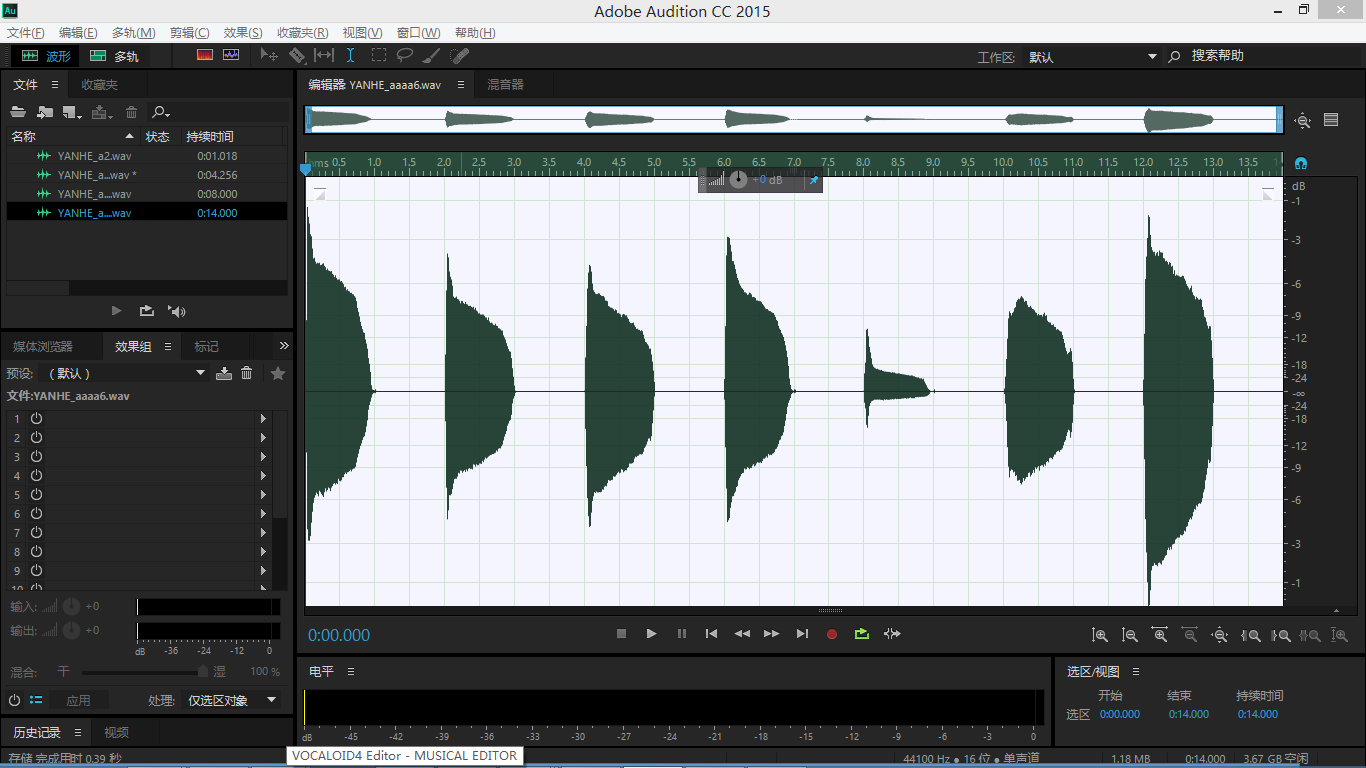 Au
Adobe Audition CC 2015
文件(F) 编辑(E) 多轨(M) 剪辑(C) 效果(S) 收藏夹(R) 视图(V) 窗口(W) 帮助(H)
波形 多轨 工作区: 默认 搜索帮助
文件 收藏夹 编辑器: YANHE_aaaa6.wav 混音器
名称 状态 持续时间
YANHE_a2.wav 0:01.018
YANHE_a...wav * 0:04.256
YANHE_a....wav 0:08.000
YANHE_a....wav 0:14.000
hms 0.5 1.0 1.5 2.0 2.5 3.0 3.5 4.0 4.5 5.0 5.5 6.0 6.5 7.0 7.5 8.0 8.5 9.0 9.5 10.0 10.5 11.0 11.5 12.0 12.5 13.0 13.5
+0 dB
dB
-1
-3
-6
-9
-12
-18
-24
-∞
-24
-18
-12
-9
-6
-3
-1
媒体浏览器 效果组 标记 »
预设: (默认)
文件:YANHE_aaaa6.wav
1
2
3
4
5
6
7
8
9
10
输入: +0
输出: +0
dB -36 -24 -12 0
混合: 干 湿 100 %
应用 处理: 仅选区对象
历史记录 视频
0:00.000
电平
dB -57 -54 -51 -48 -45 -42 -39 -36 -33 -30 -27 -24 -21 -18 -15 -12 -9 -6 -3 0
选区/视图
开始 结束 持续时间
选区 0:00.000 0:14.000 0:14.000
存储 完成用时 0.39 秒
VOCALOID4 Editor - MUSICAL EDITOR
44100 Hz ● 16 位 ● 单声道 1.18 MB 0:14.000 3.67 GB 空闲